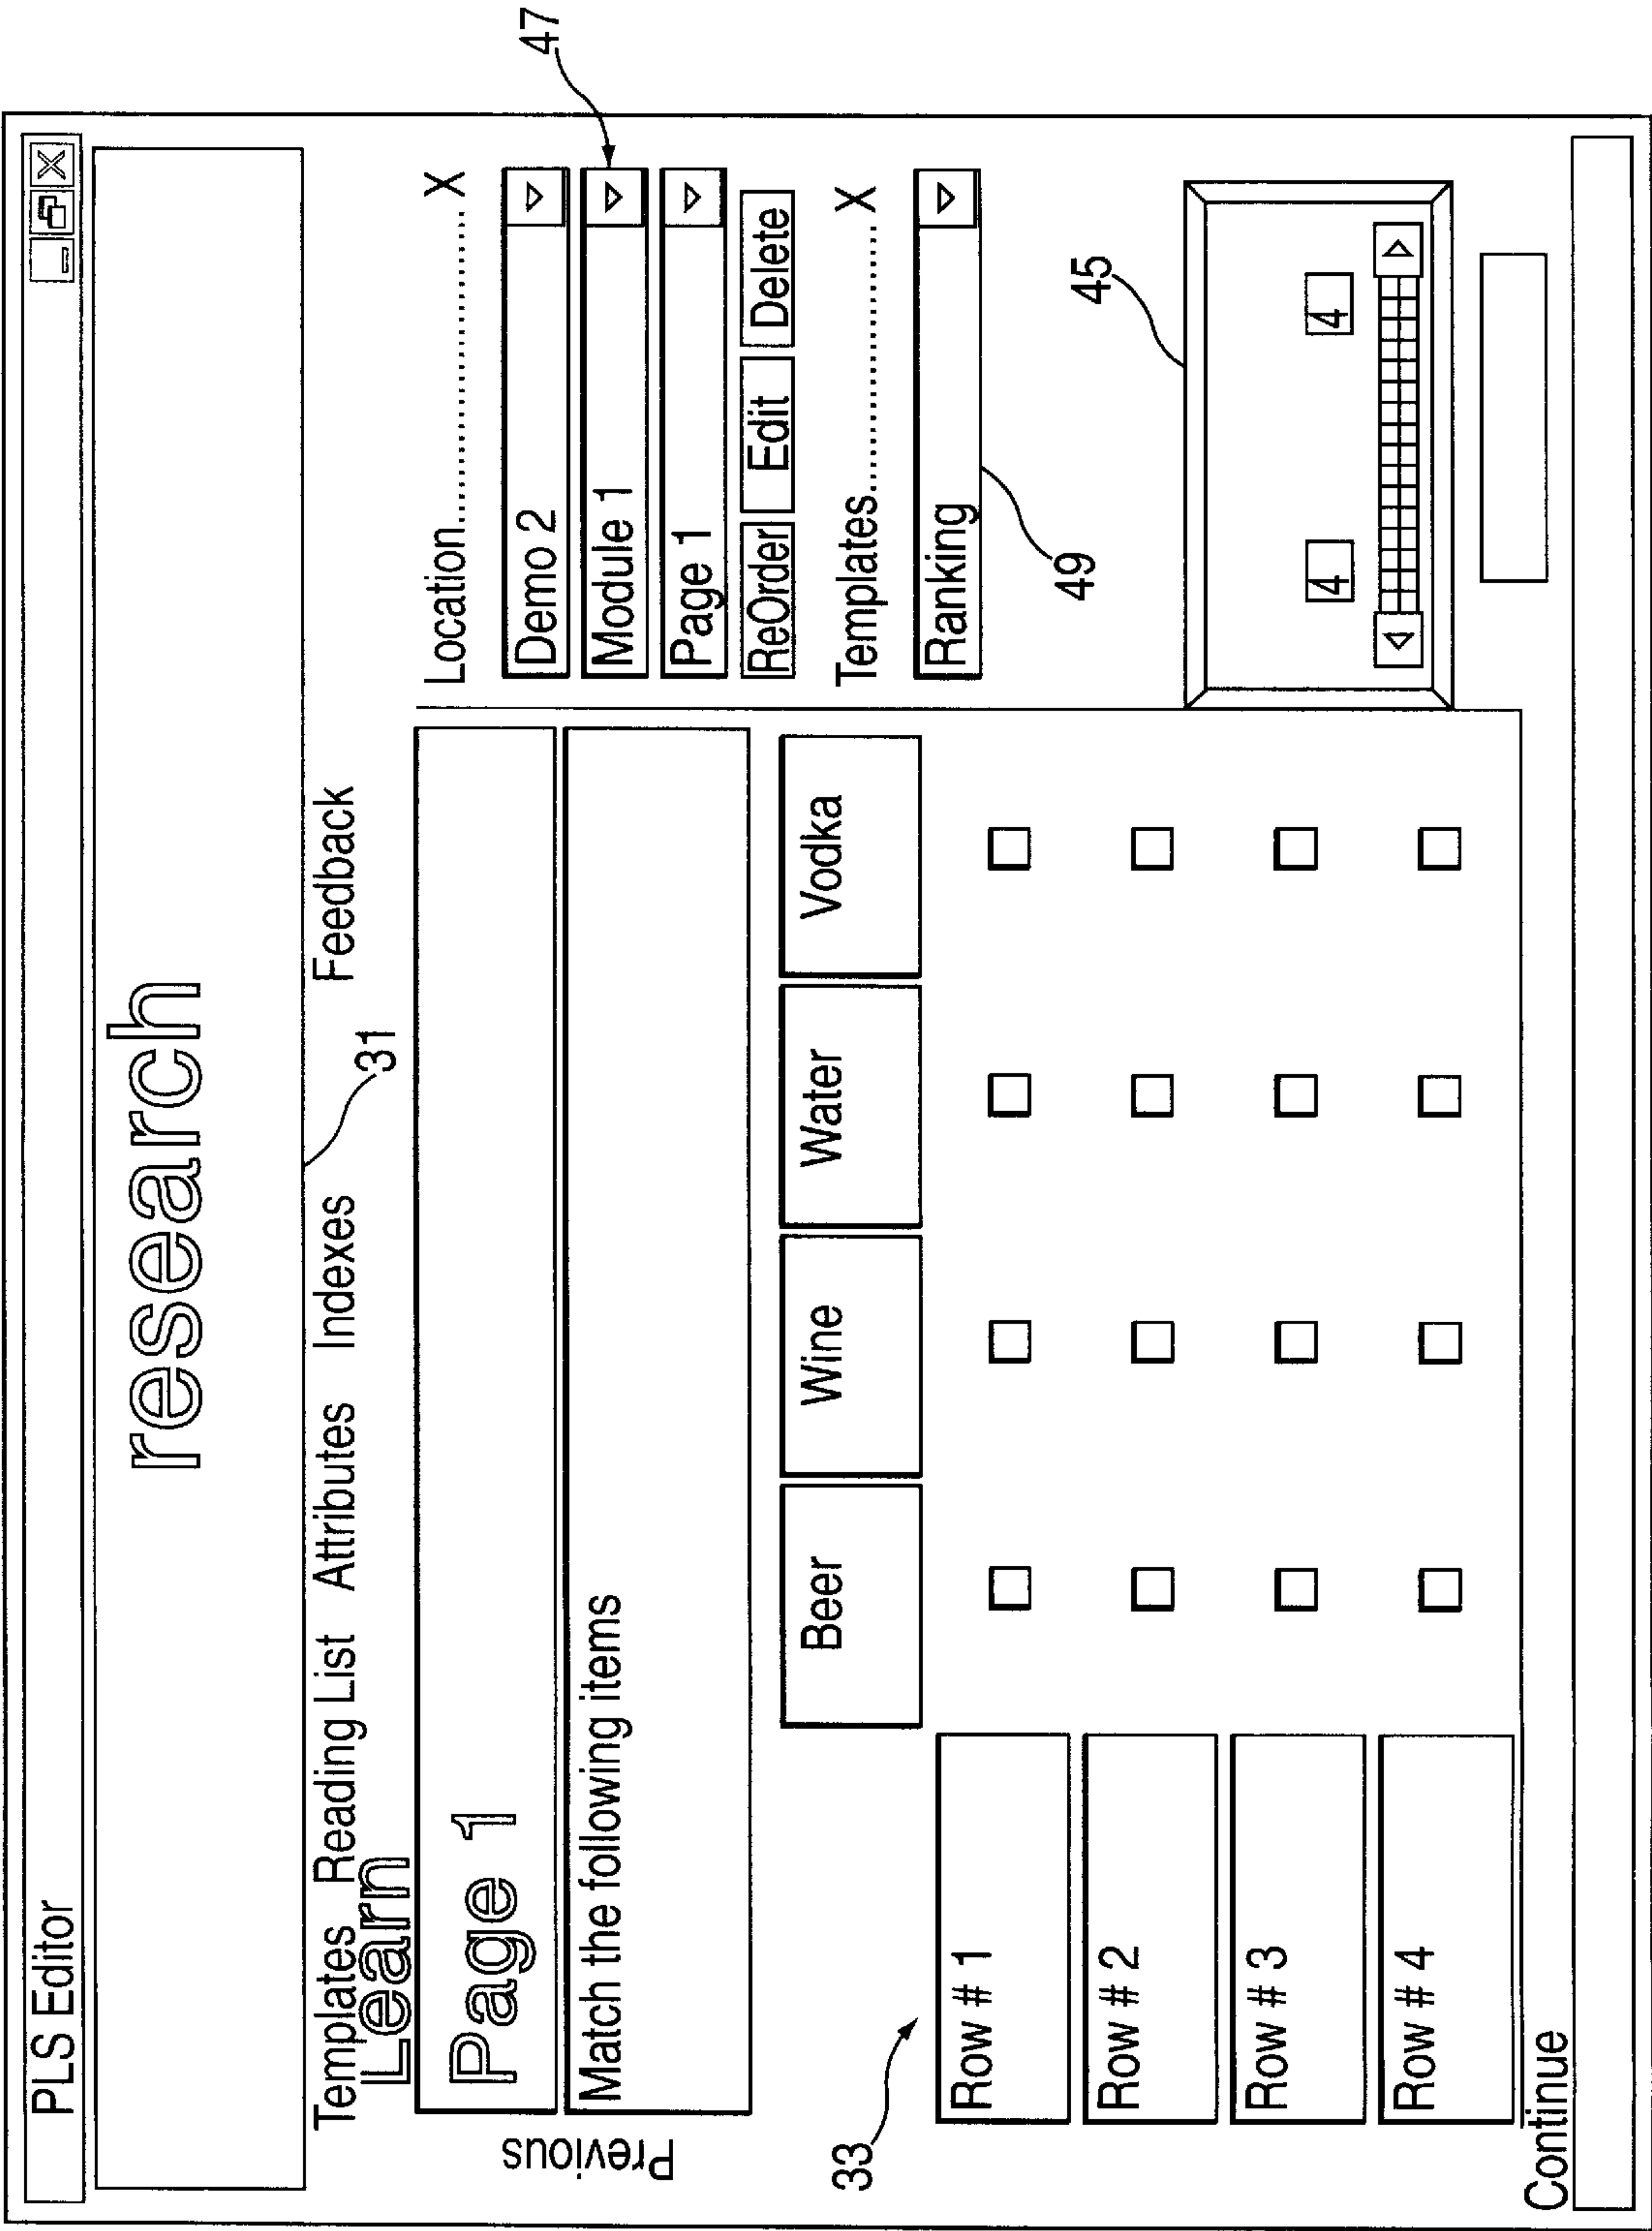 PLS Editor
research
Templates Reading List Attributes Indexes Feedback
Learn
31
Previous
Page 1
Match the following items
Beer Wine Water Vodka
33
Row # 1
Row # 2
Row # 3
Row # 4
Continue
Location.............................. X
Demo 2
Module 1
47
Page 1
ReOrder Edit Delete
Templates.......................... X
Ranking
49
45
4 4